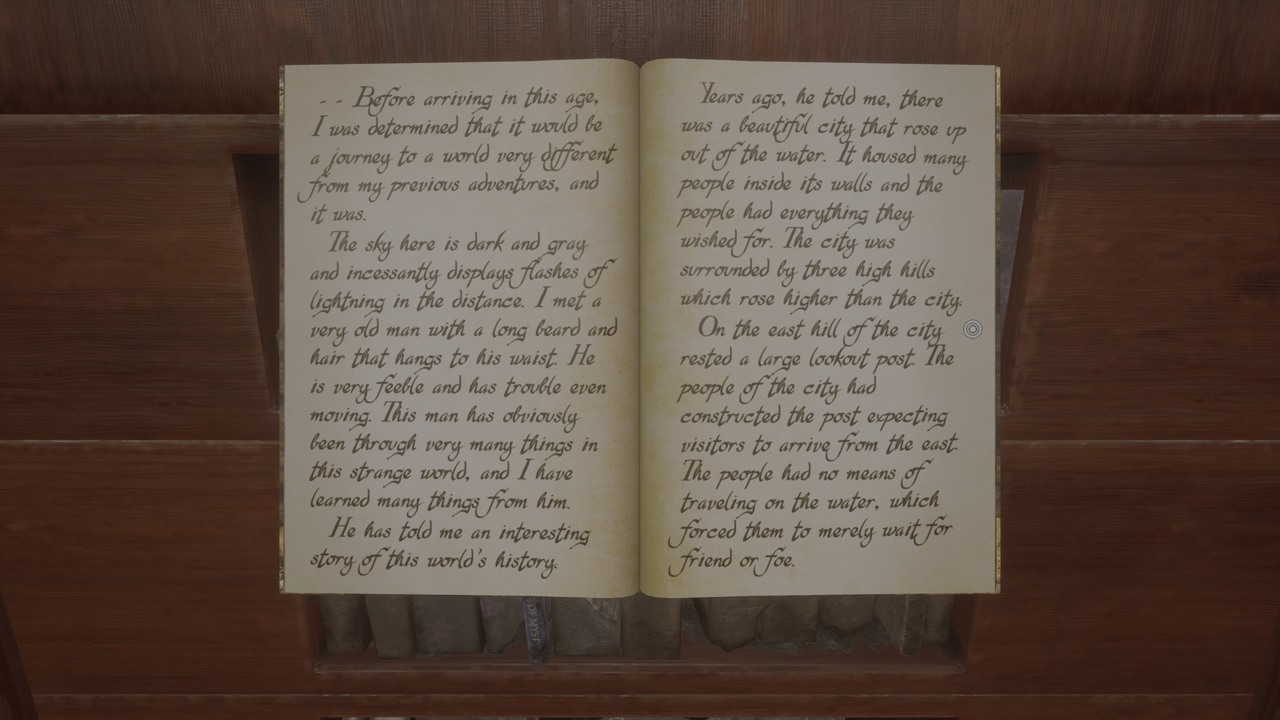 - - Before arriving in this age,
I was determined that it would be
a journey to a world very different
from my previous adventures, and
it was.
The sky here is dark and gray
and incessantly displays flashes of
lightning in the distance. I met a
very old man with a long beard and
hair that hangs to his waist. He
is very feeble and has trouble even
moving. This man has obviously
been through very many things in
this strange world, and I have
learned many things from him.
He has told me an interesting
story of this world's history.
Years ago, he told me, there
was a beautiful city that rose up
out of the water. It housed many
people inside its walls and the
people had everything they
wished for. The city was
surrounded by three high hills
which rose higher than the city.
On the east hill of the city
rested a large lookout post. The
people of the city had
constructed the post expecting
visitors to arrive from the east.
The people had no means of
traveling on the water, which
forced them to merely wait for
friend or foe.
OF MYST